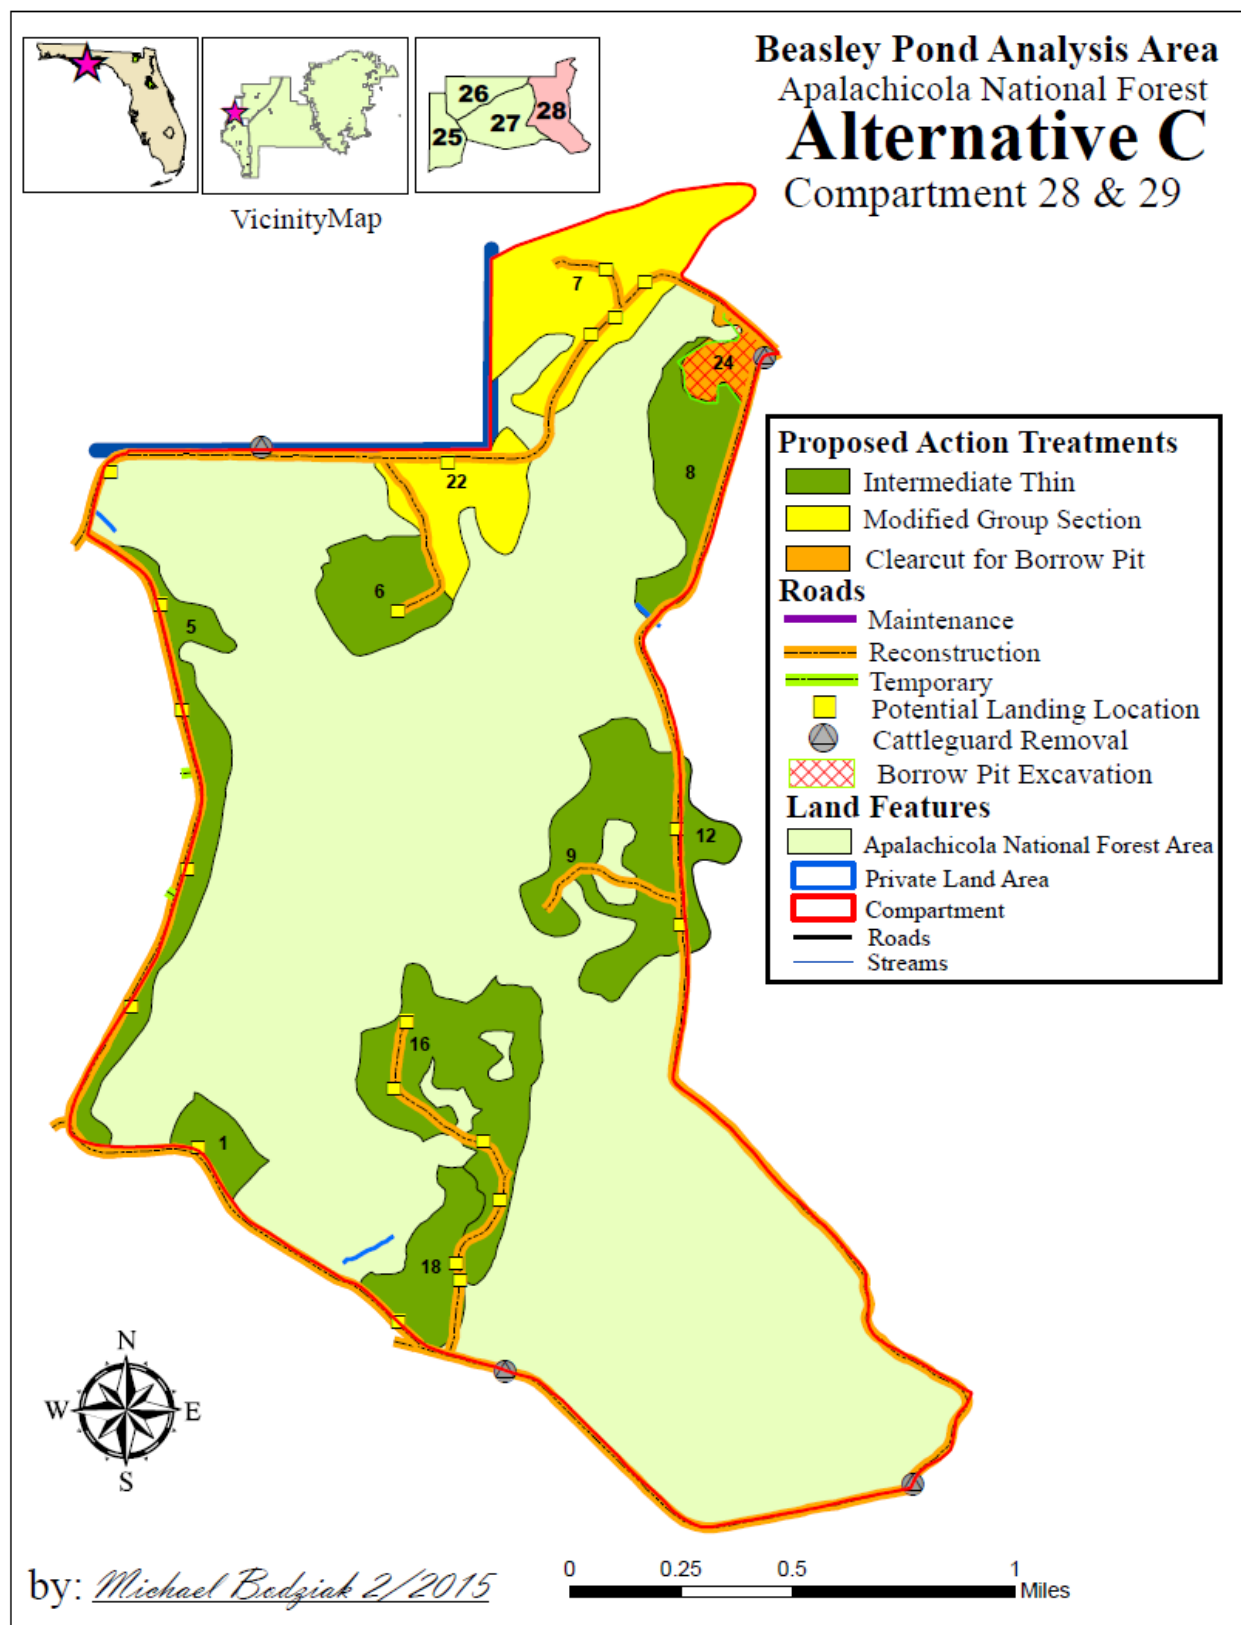 Beasley Pond Analysis Area
Apalachicola National Forest
Alternative C
Compartment 28 & 29
26
28
27
25
VicinityMap
7
24
8
22
6
5
12
9
16
1
18
Proposed Action Treatments
Intermediate Thin
Modified Group Section
Clearcut for Borrow Pit
Roads
Maintenance
Reconstruction
Temporary
Potential Landing Location
Cattleguard Removal
Borrow Pit Excavation
Land Features
Apalachicola National Forest Area
Private Land Area
Compartment
Roads
Streams
N
W E
S
by: Michael Bodziak 2/2015
0 0.25 0.5 1
Miles